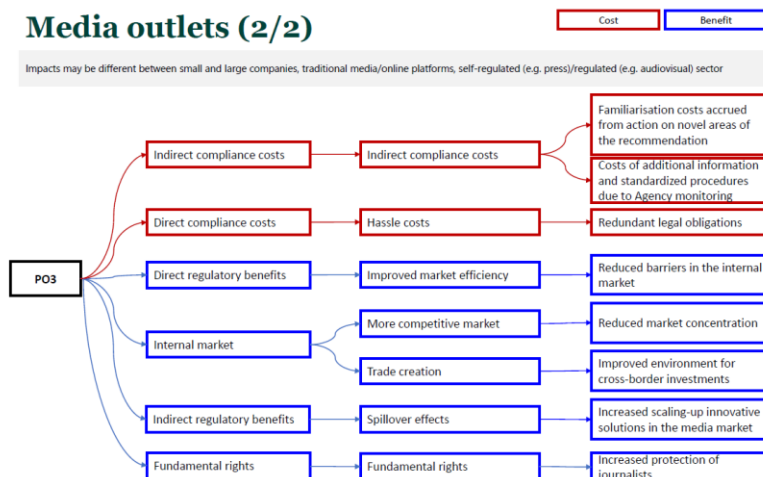 Media outlets (2/2)
Cost
Benefit
Impacts may be different between small and large companies, traditional media/online platforms, self-regulated (e.g. press)/regulated (e.g. audiovisual) sector
Familiarisation costs accrued
from action on novel areas of
the recommendation
Indirect compliance costs
Indirect compliance costs
Costs of additional information
and standardized procedures
due to Agency monitoring
Direct compliance costs
Hassle costs
Redundant legal obligations
PO3
Direct regulatory benefits
Improved market efficiency
Reduced barriers in the internal
market
Internal market
More competitive market
Reduced market concentration
Trade creation
Improved environment for
cross-border investments
Indirect regulatory benefits
Spillover effects
Increased scaling-up innovative
solutions in the media market
Fundamental rights
Fundamental rights
Increased protection of
journalists